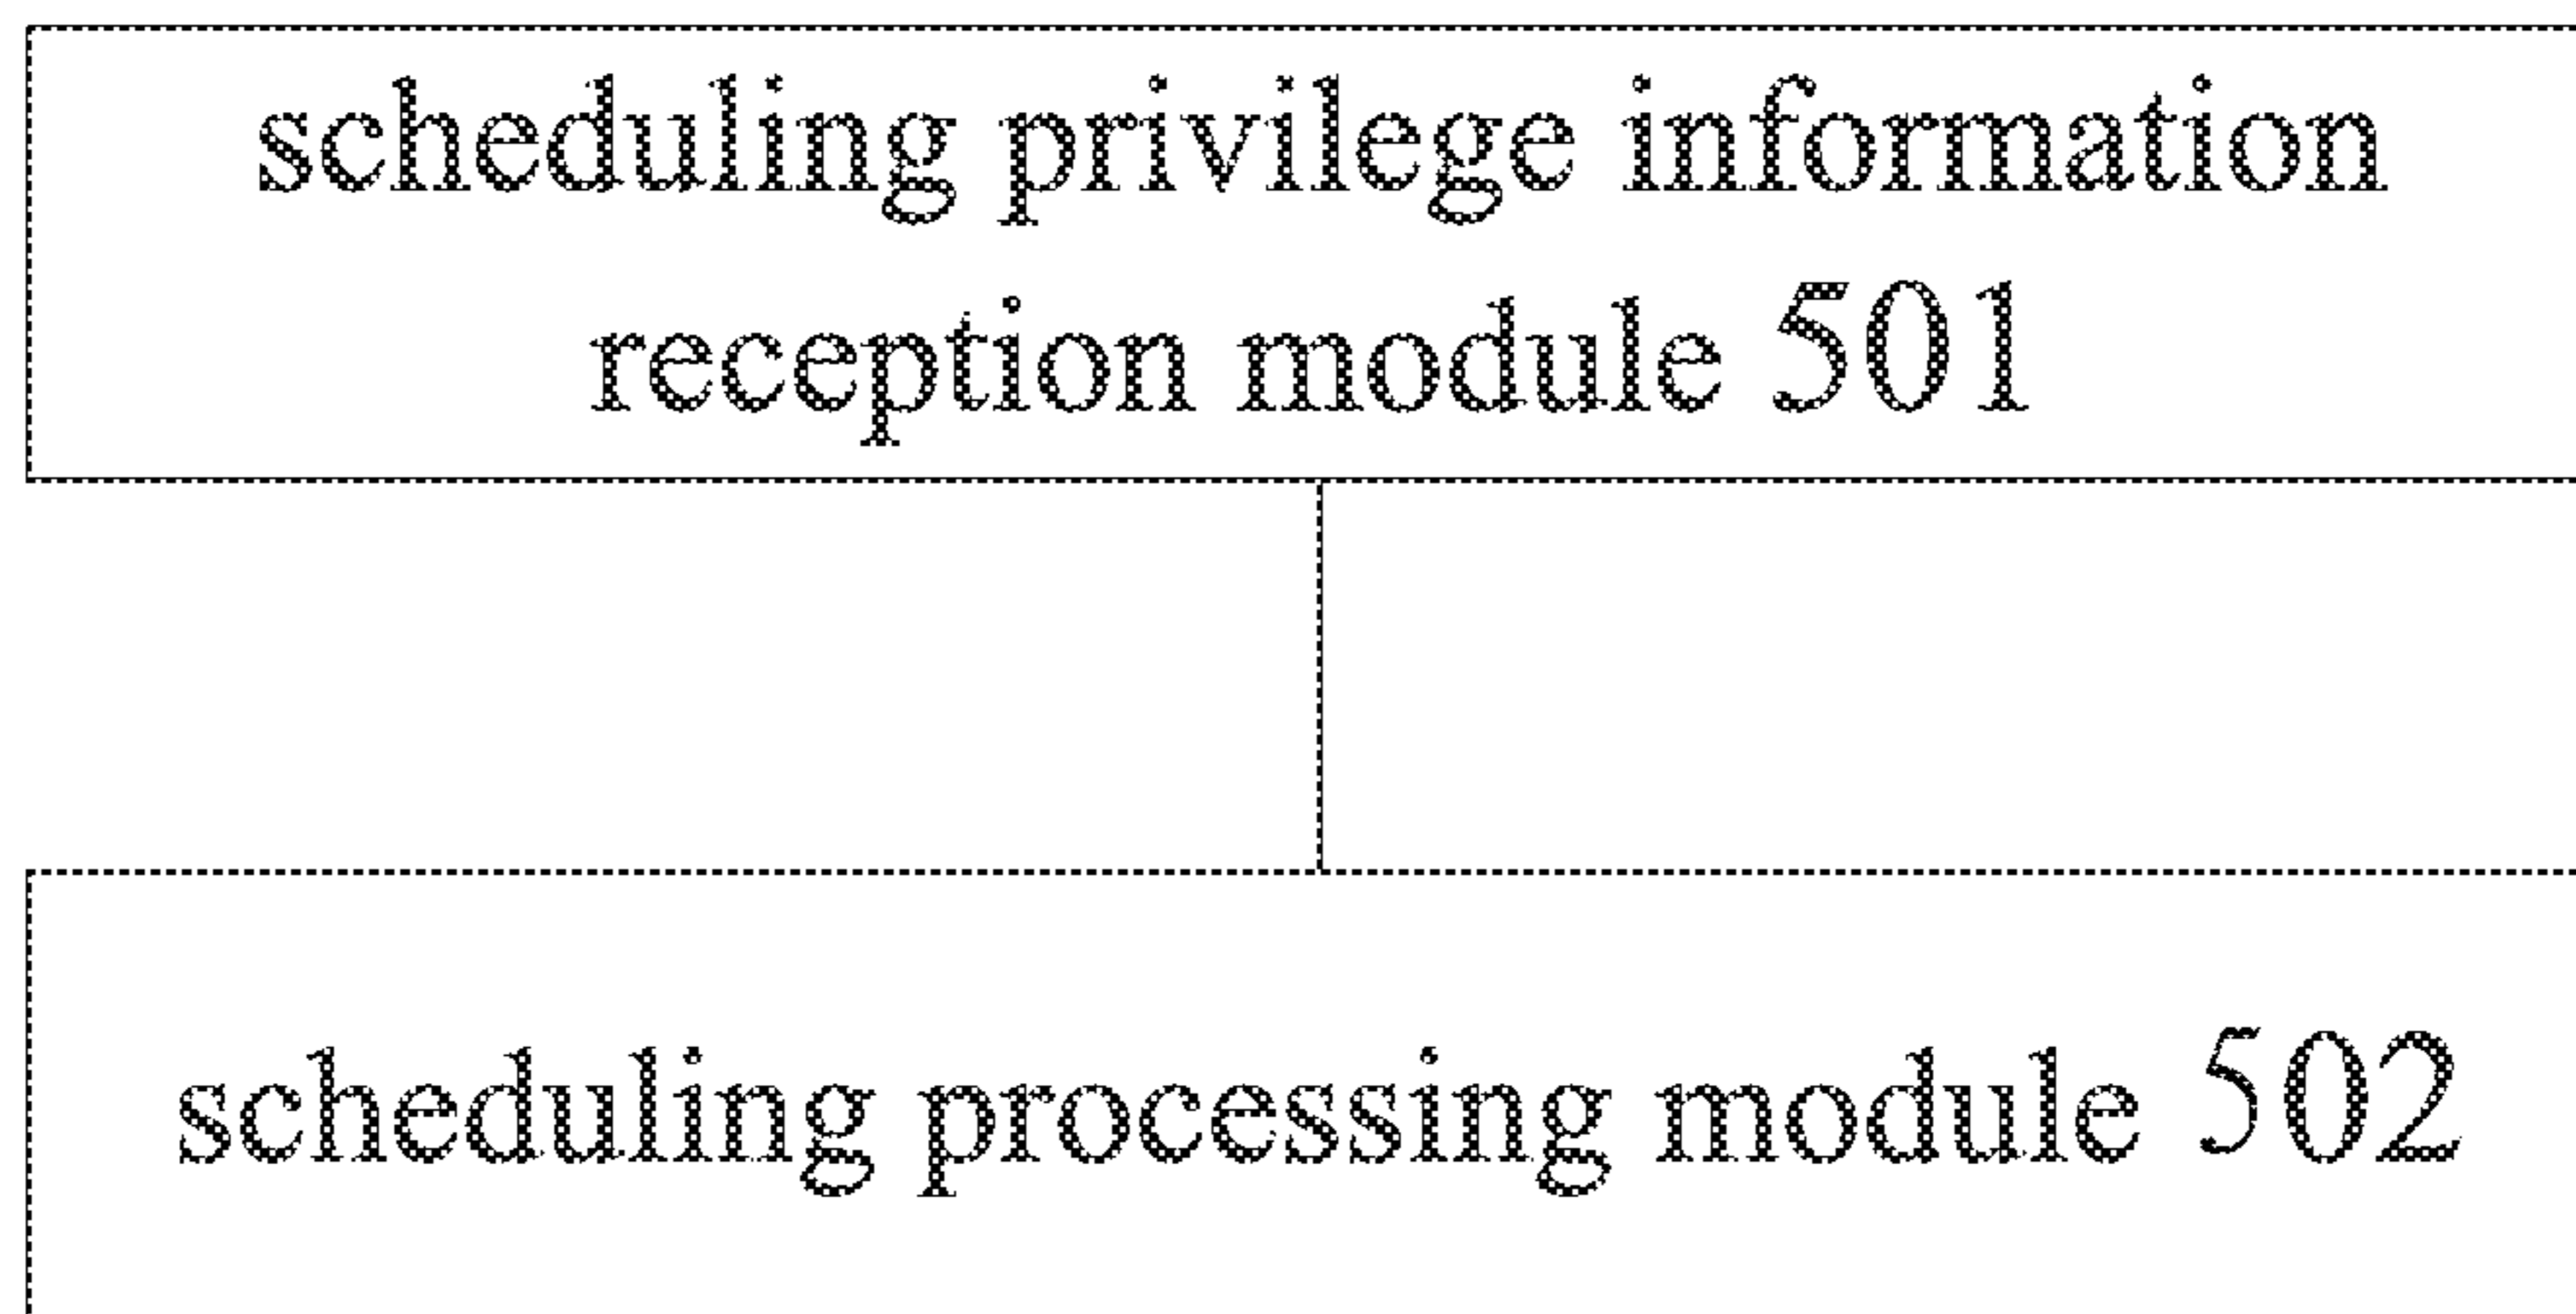 scheduling privilege information
reception module 501
scheduling processing module 502